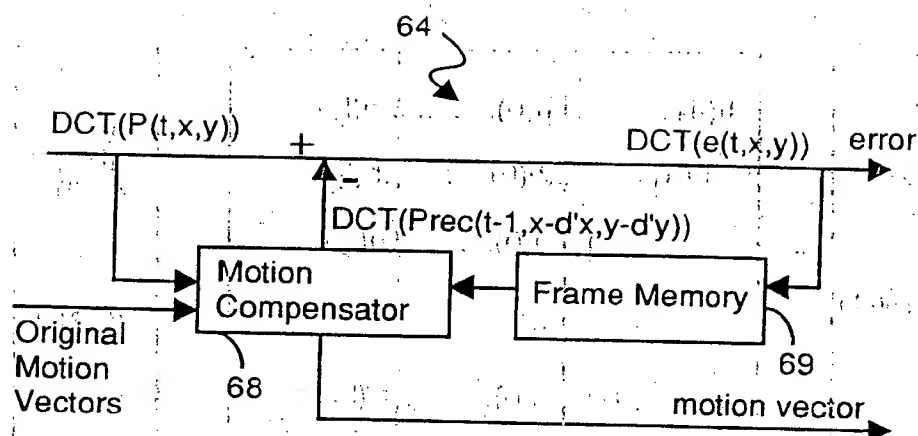 64
DCT(P(t,x,y))
+
DCT(e(t,x,y))
error
-
DCT(Prec(t-1,x-d'x,y-d'y))
Motion
Compensator
Frame Memory
Original
Motion
Vectors
68
69
motion vector